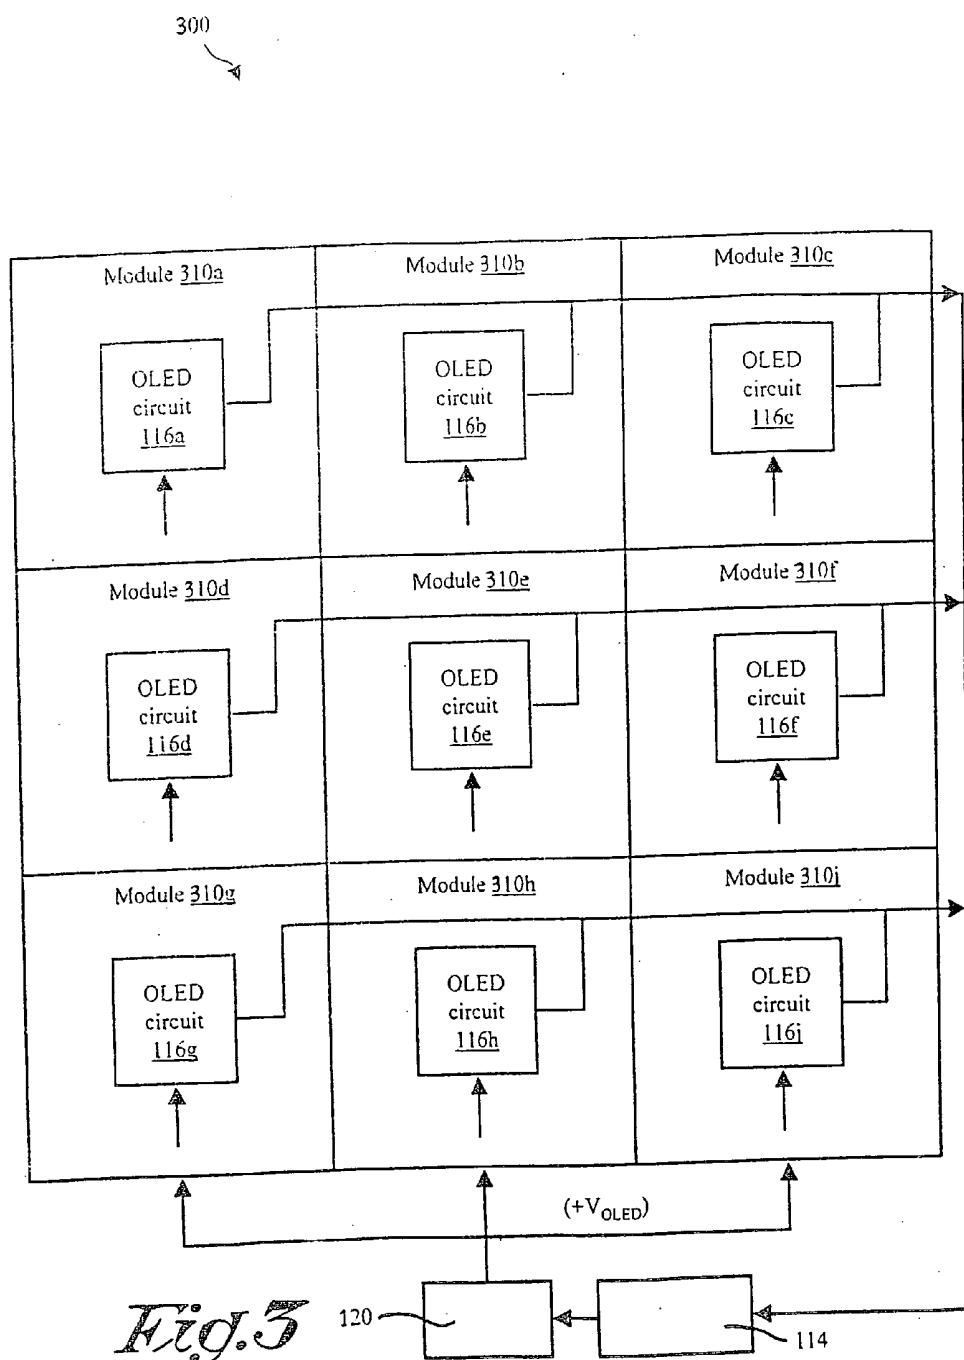 300
Module 310a
Module 310b
Module 310c
OLED
circuit
116a
OLED
circuit
116b
OLED
circuit
116c
Module 310d
Module 310e
Module 310f
OLED
circuit
116d
OLED
circuit
116e
OLED
circuit
116f
Module 310g
Module 310h
Module 310j
OLED
circuit
116g
OLED
circuit
116h
OLED
circuit
116j
(+VOLED)
Fig.3
120
114